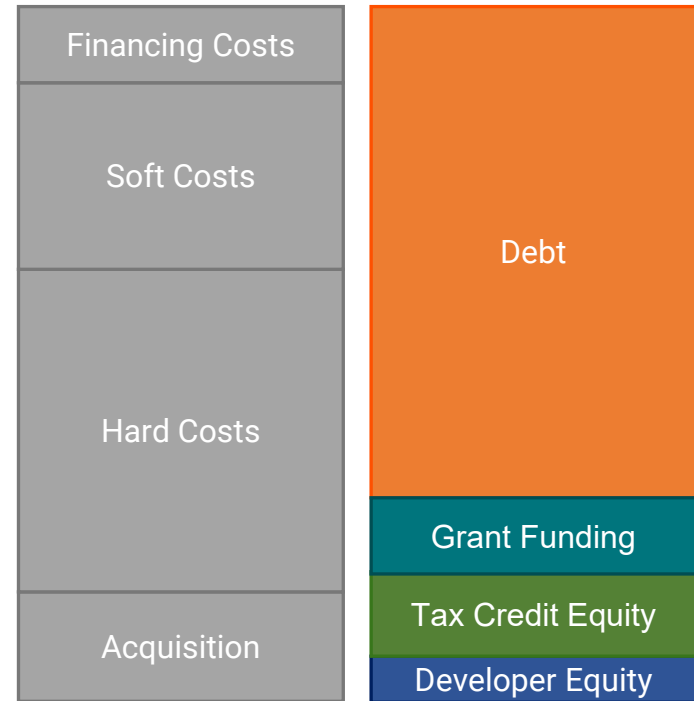 Financing Costs
Soft Costs
Hard Costs
Acquisition
Debt
Grant Funding
Tax Credit Equity
Developer Equity